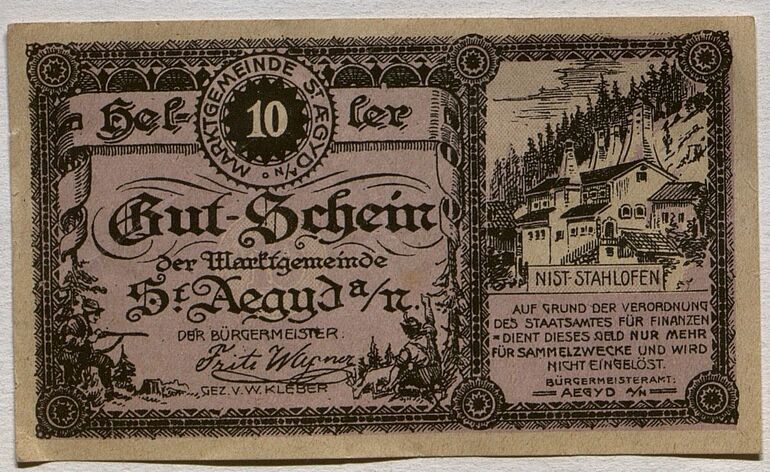 MARKTGEMEINDE ST AEGYD A/N
Hel- 10 ler
Gut-Schein
der Marktgemeinde
St. Aegyd a/n.
DER BÜRGERMEISTER:
Fritz Wagner
GEZ. V. W. KLEBER
NIST-STAHLOFEN
AUF GRUND DER VERORDNUNG
DES STAATSAMTES FÜR FINANZEN
DIENT DIESES GELD NUR MEHR
FÜR SAMMELZWECKE UND WIRD
NICHT EINGELÖST.
BÜRGERMEISTERAMT:
AEGYD A/N